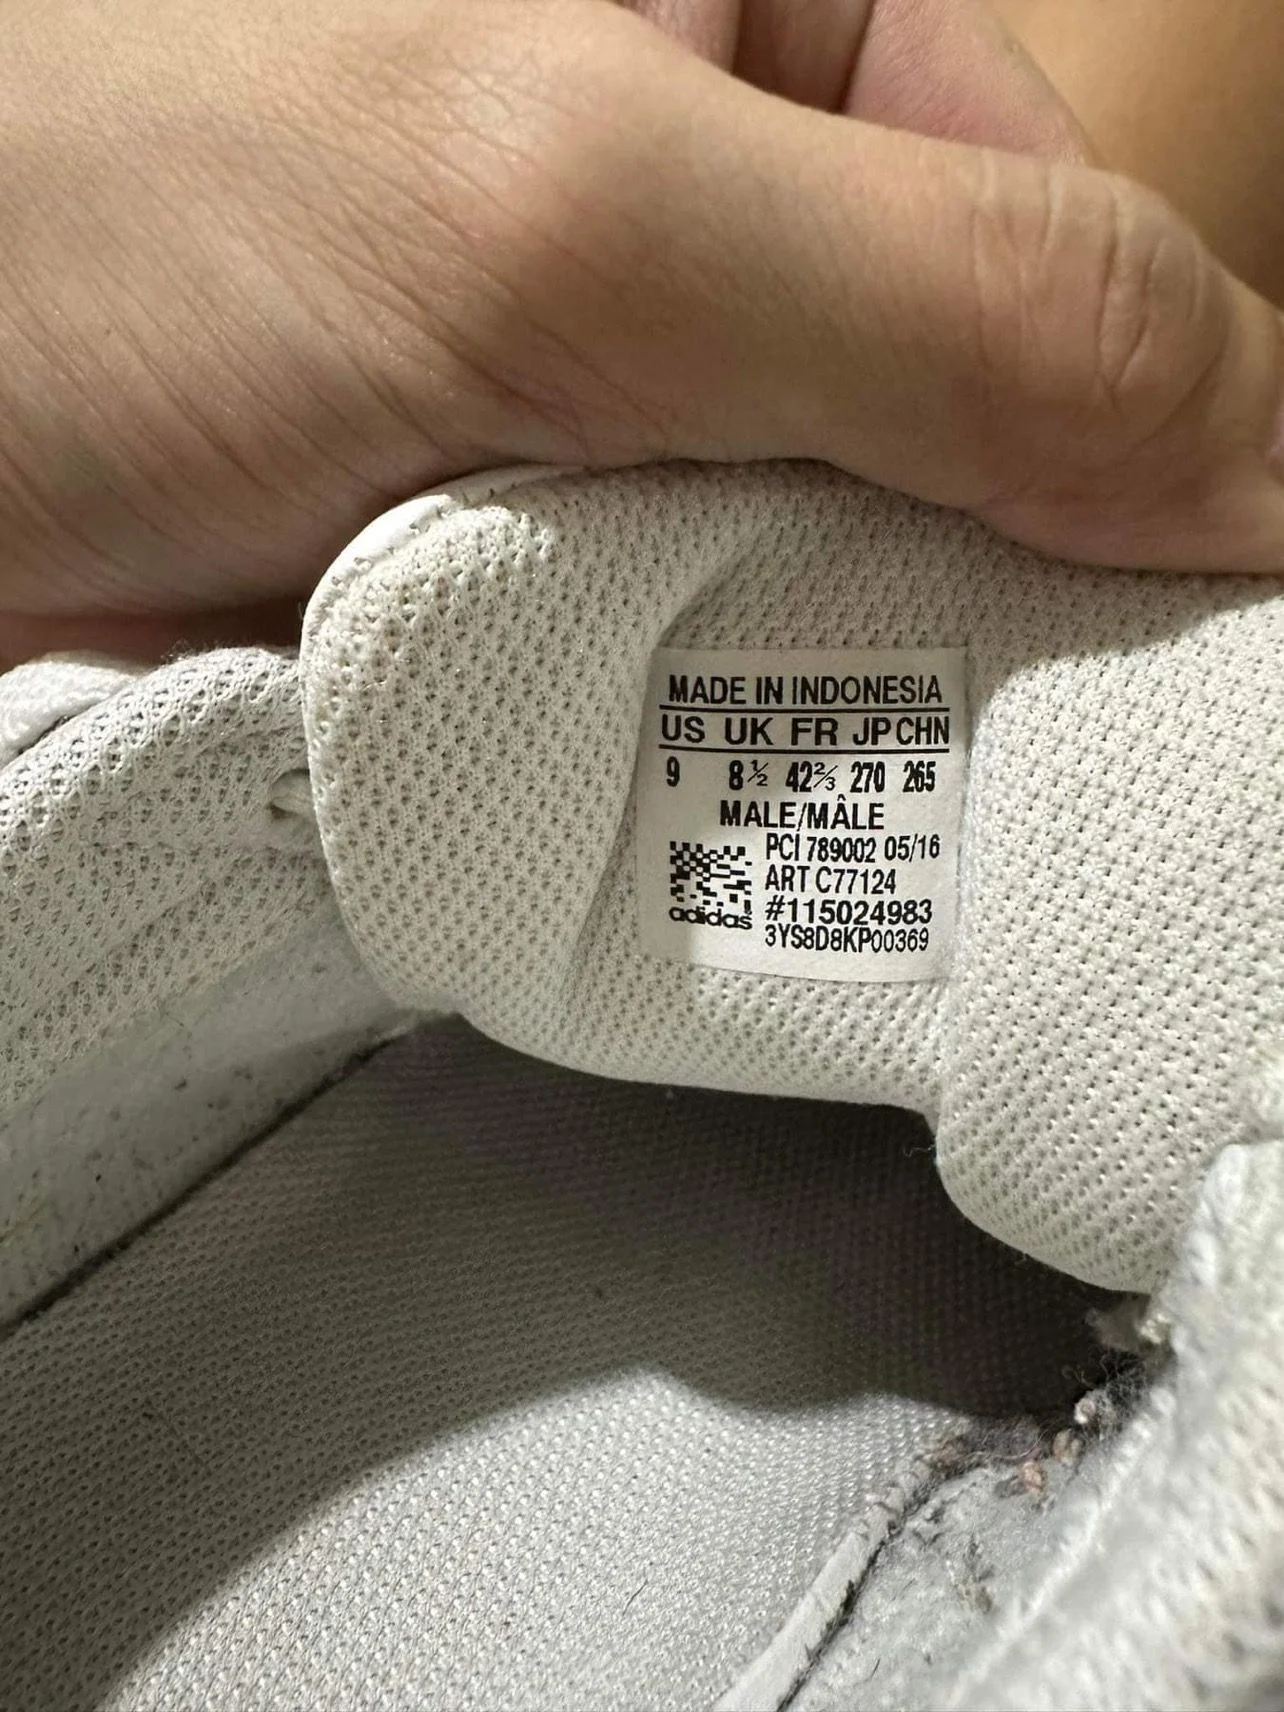 MADE IN INDONESIA
US UK FR JP CHN
9 8½ 42⅔ 270 265
MALE/MÂLE
PCI 789002 05/16
ART C77124
#115024983
adidas
3YS8D8KP00369